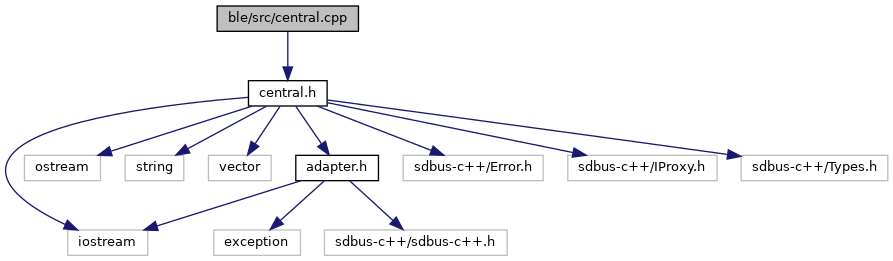 ble/src/central.cpp
central.h
ostream
string
vector
adapter.h
sdbus-c++/Error.h
sdbus-c++/IProxy.h
sdbus-c++/Types.h
iostream
exception
sdbus-c++/sdbus-c++.h